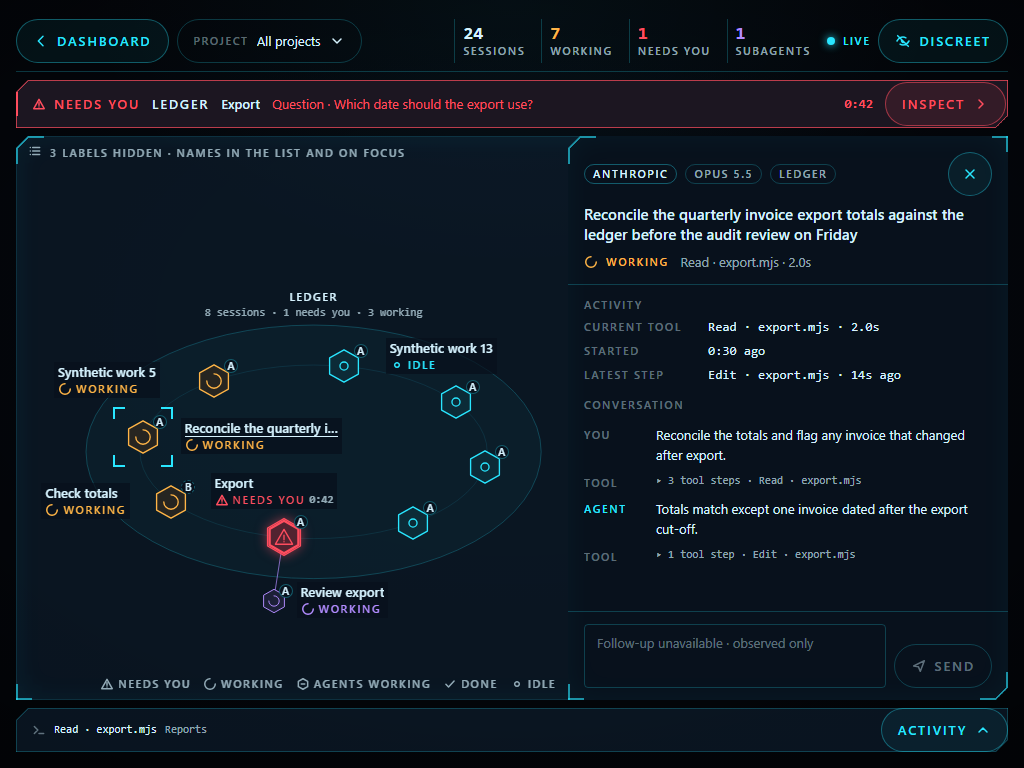 DASHBOARD
PROJECT All projects
24 SESSIONS
7 WORKING
1 NEEDS YOU
1 SUBAGENTS
LIVE
DISCREET
NEEDS YOU LEDGER Export Question · Which date should the export use? 0:42 INSPECT
3 LABELS HIDDEN · NAMES IN THE LIST AND ON FOCUS
LEDGER
8 sessions · 1 needs you · 3 working
A
A
Synthetic work 13
IDLE
Synthetic work 5
WORKING
A
A
Reconcile the quarterly i...
WORKING
A
Check totals
WORKING
B
Export
NEEDS YOU 0:42
A
A
A
Review export
WORKING
NEEDS YOU WORKING AGENTS WORKING DONE IDLE
ANTHROPIC OPUS 5.5 LEDGER
Reconcile the quarterly invoice export totals against the
ledger before the audit review on Friday
WORKING Read · export.mjs · 2.0s
ACTIVITY
CURRENT TOOL Read · export.mjs · 2.0s
STARTED 0:30 ago
LATEST STEP Edit · export.mjs · 14s ago
CONVERSATION
YOU Reconcile the totals and flag any invoice that changed
after export.
TOOL ▸ 3 tool steps · Read · export.mjs
AGENT Totals match except one invoice dated after the export
cut-off.
TOOL ▸ 1 tool step · Edit · export.mjs
Follow-up unavailable · observed only
SEND
Read · export.mjs Reports
ACTIVITY